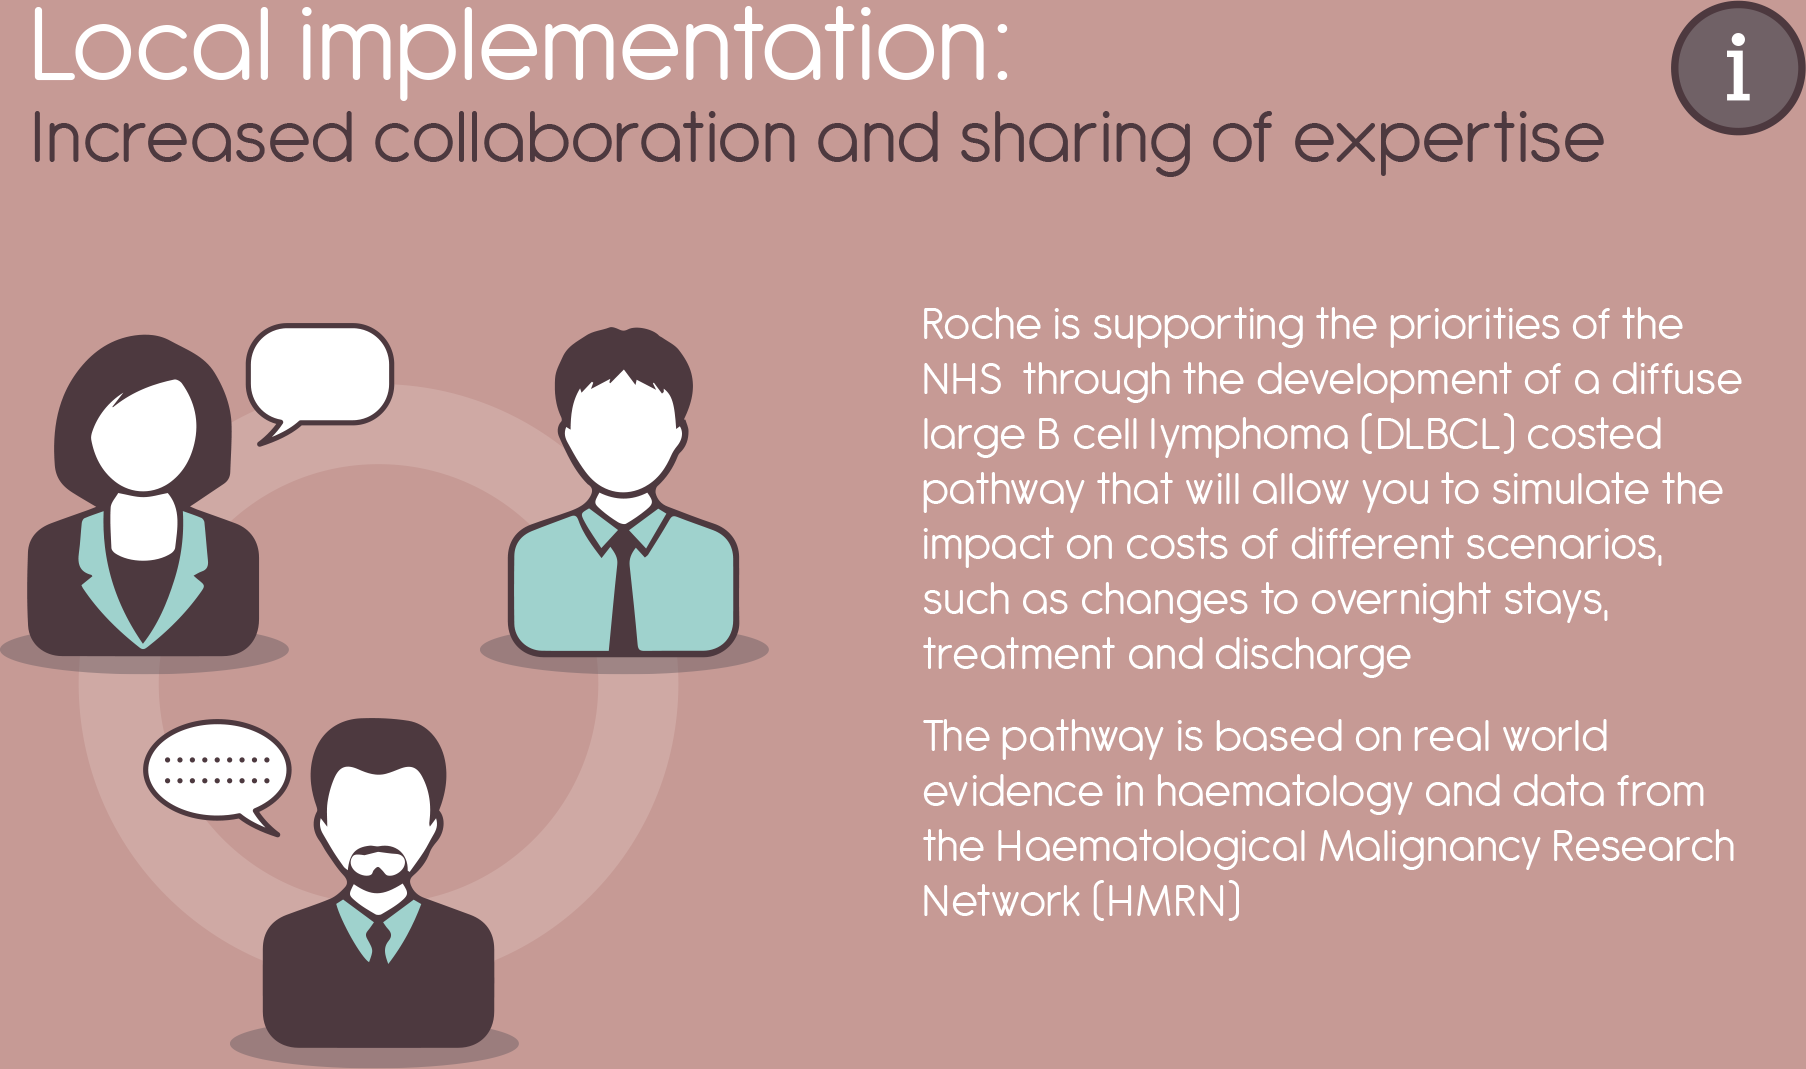 Local implementation:
i
Increased collaboration and sharing of expertise
Roche is supporting the priorities of the
NHS through the development of a diffuse
large B cell lymphoma (DLBCL) costed
pathway that will allow you to simulate the
impact on costs of different scenarios,
such as changes to overnight stays,
treatment and discharge
The pathway is based on real world
evidence in haematology and data from
the Haematological Malignancy Research
Network (HMRN)